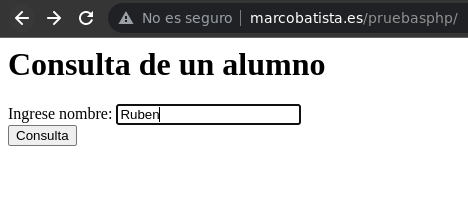 No es seguro | marcobatista.es/pruebasphp/
Consulta de un alumno
Ingrese nombre: Ruben
Consulta